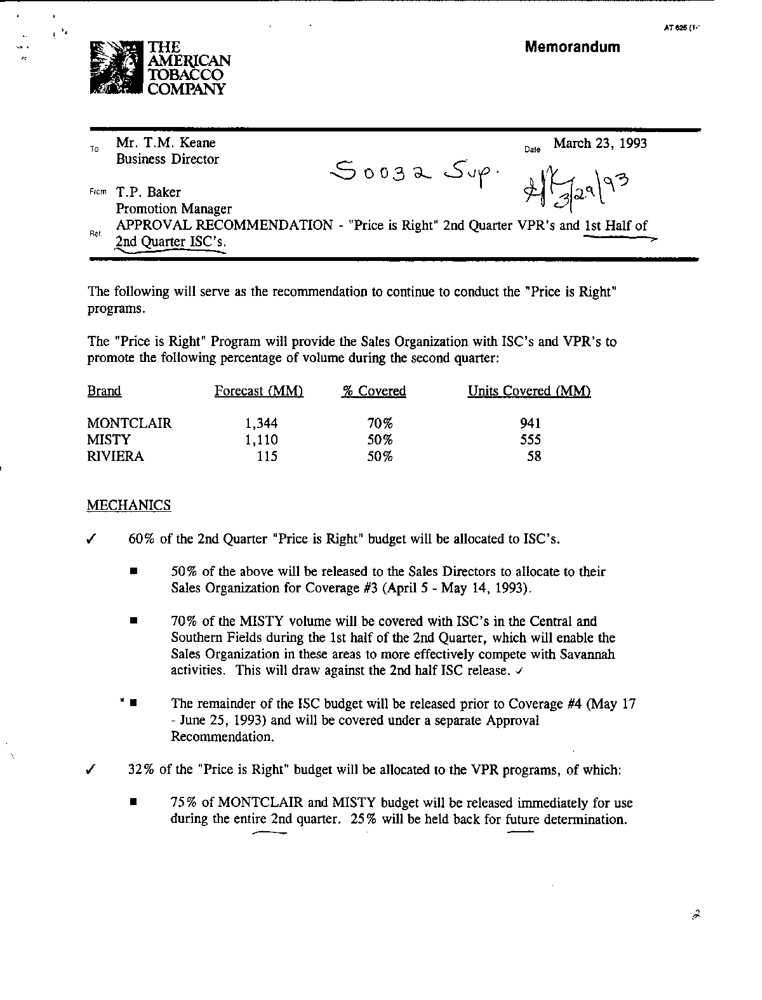 AT 625 (1-
THE
AMERICAN
TOBACCO
COMPANY
Memorandum
To Mr. T.M. Keane
Business Director
Date March 23, 1993
S0032 Sup.
3/29/93
From T.P. Baker
Promotion Manager
Ref. APPROVAL RECOMMENDATION - "Price is Right" 2nd Quarter VPR's and 1st Half of
2nd Quarter ISC's.
The following will serve as the recommendation to continue to conduct the "Price is Right"
programs.
The "Price is Right" Program will provide the Sales Organization with ISC's and VPR's to
promote the following percentage of volume during the second quarter:
Brand Forecast (MM) % Covered Units Covered (MM)
MONTCLAIR 1,344 70% 941
MISTY 1,110 50% 555
RIVIERA 115 50% 58
MECHANICS
✓ 60% of the 2nd Quarter "Price is Right" budget will be allocated to ISC's.
■ 50% of the above will be released to the Sales Directors to allocate to their
Sales Organization for Coverage #3 (April 5 - May 14, 1993).
■ 70% of the MISTY volume will be covered with ISC's in the Central and
Southern Fields during the 1st half of the 2nd Quarter, which will enable the
Sales Organization in these areas to more effectively compete with Savannah
activities. This will draw against the 2nd half ISC release. ✓
■ The remainder of the ISC budget will be released prior to Coverage #4 (May 17
- June 25, 1993) and will be covered under a separate Approval
Recommendation.
✓ 32% of the "Price is Right" budget will be allocated to the VPR programs, of which:
■ 75% of MONTCLAIR and MISTY budget will be released immediately for use
during the entire 2nd quarter. 25% will be held back for future determination.
2